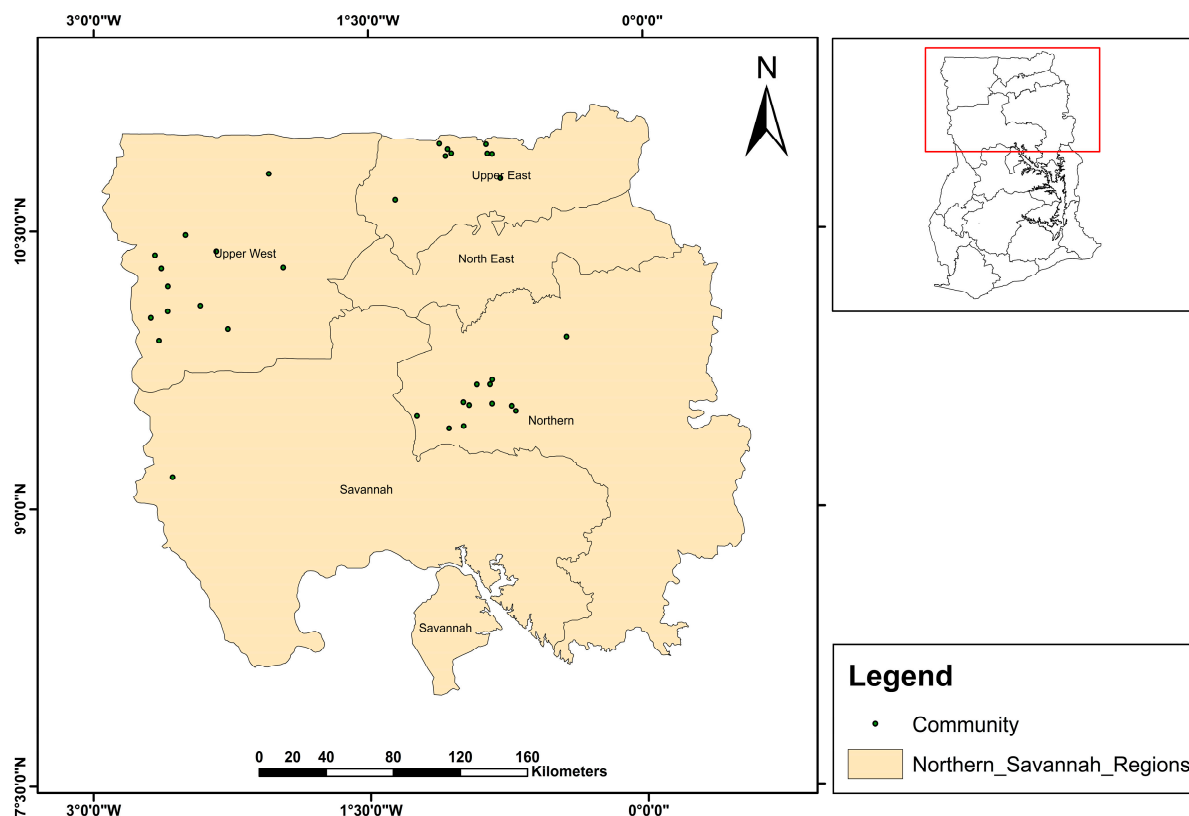 3°0'0"W 1°30'0"W 0°0'0"
N
10°30'0"N
9°0'0"N
7°30'0"N
Upper East
Upper West
North East
Northern
Savannah
Savannah
0 20 40 80 120 160
Kilometers
3°0'0"W 1°30'0"W 0°0'0"
Legend
Community
Northern_Savannah_Regions